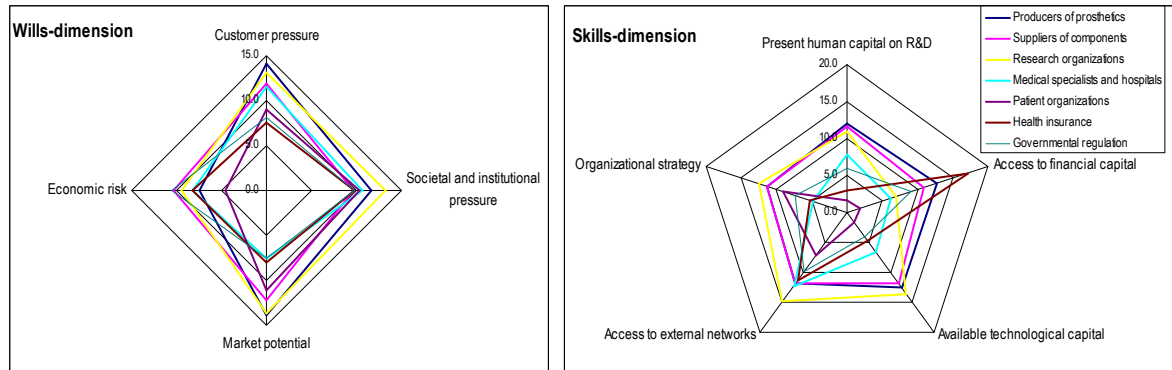 Wills-dimension
Customer pressure
15.0
10.0
5.0
0.0
Economic risk
Societal and institutional
pressure
Market potential
Skills-dimension
Present human capital on R&D
20.0
15.0
10.0
5.0
0.0
Organizational strategy
Access to financial capital
Access to external networks
Available technological capital
Producers of prosthetics
Suppliers of components
Research organizations
Medical specialists and hospitals
Patient organizations
Health insurance
Governmental regulation